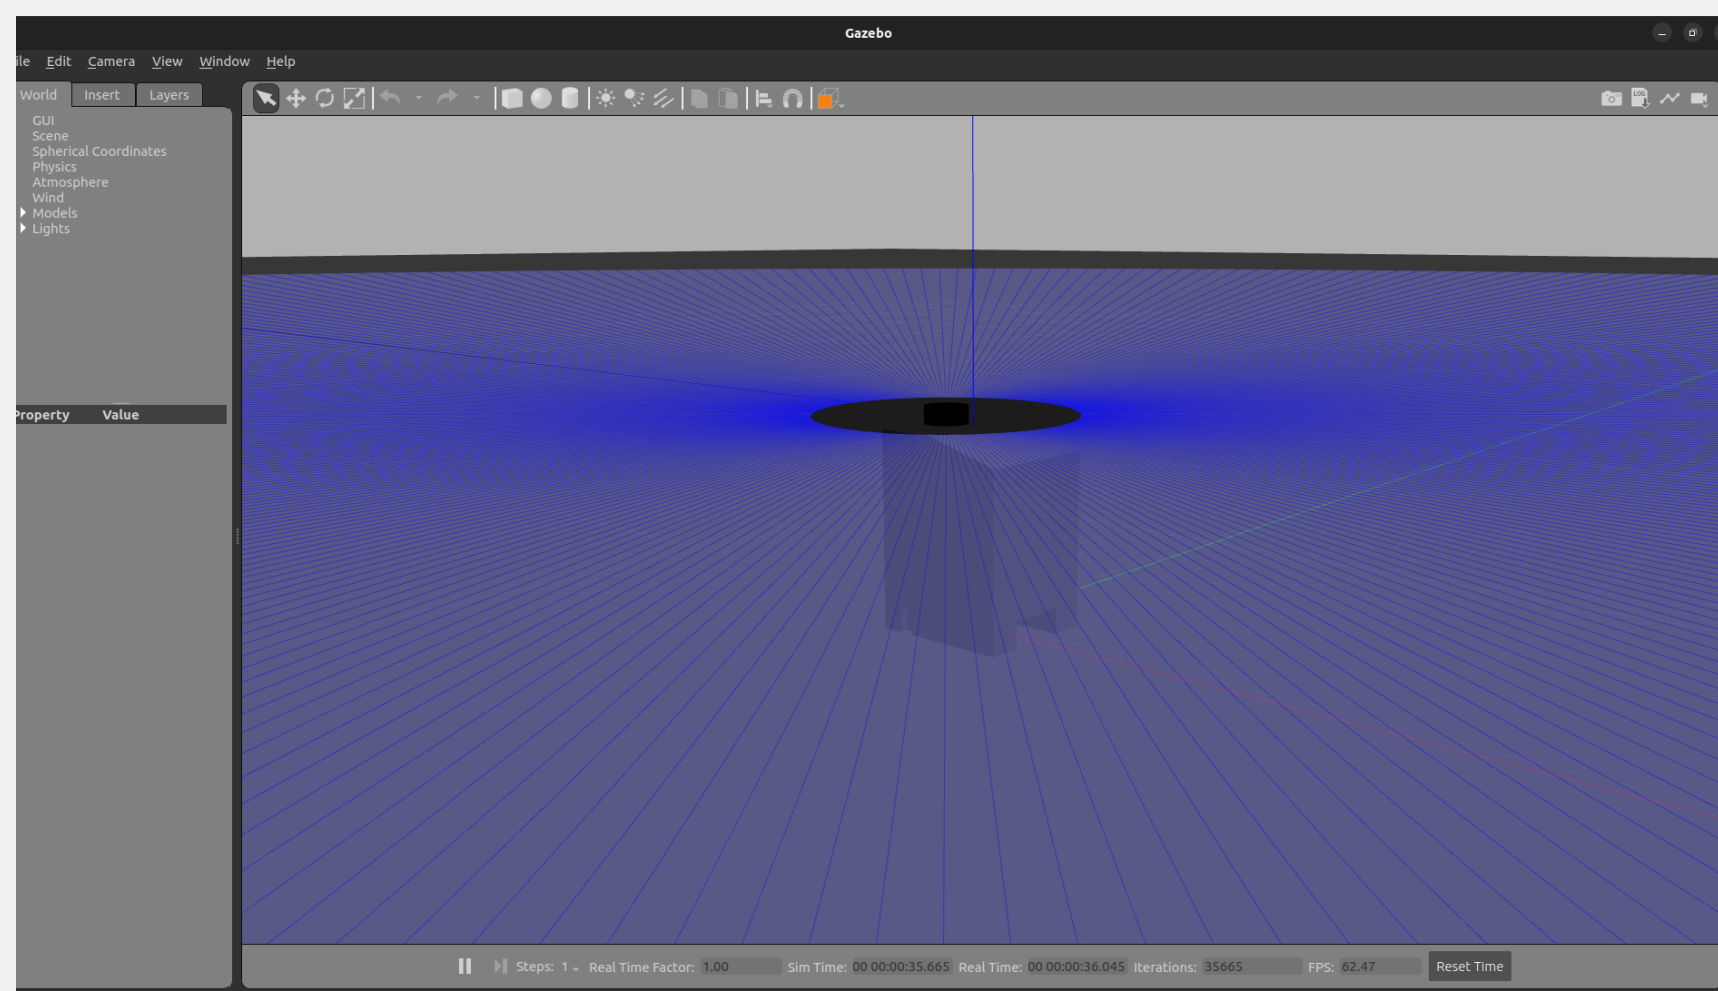 Gazebo
ile Edit Camera View Window Help
World Insert Layers
LOG
GUI
Scene
Spherical Coordinates
Physics
Atmosphere
Wind
Models
Lights
Property Value
Steps: 1 Real Time Factor: 1.00 Sim Time: 00 00:00:35.665 Real Time: 00 00:00:36.045 Iterations: 35665 FPS: 62.47 Reset Time